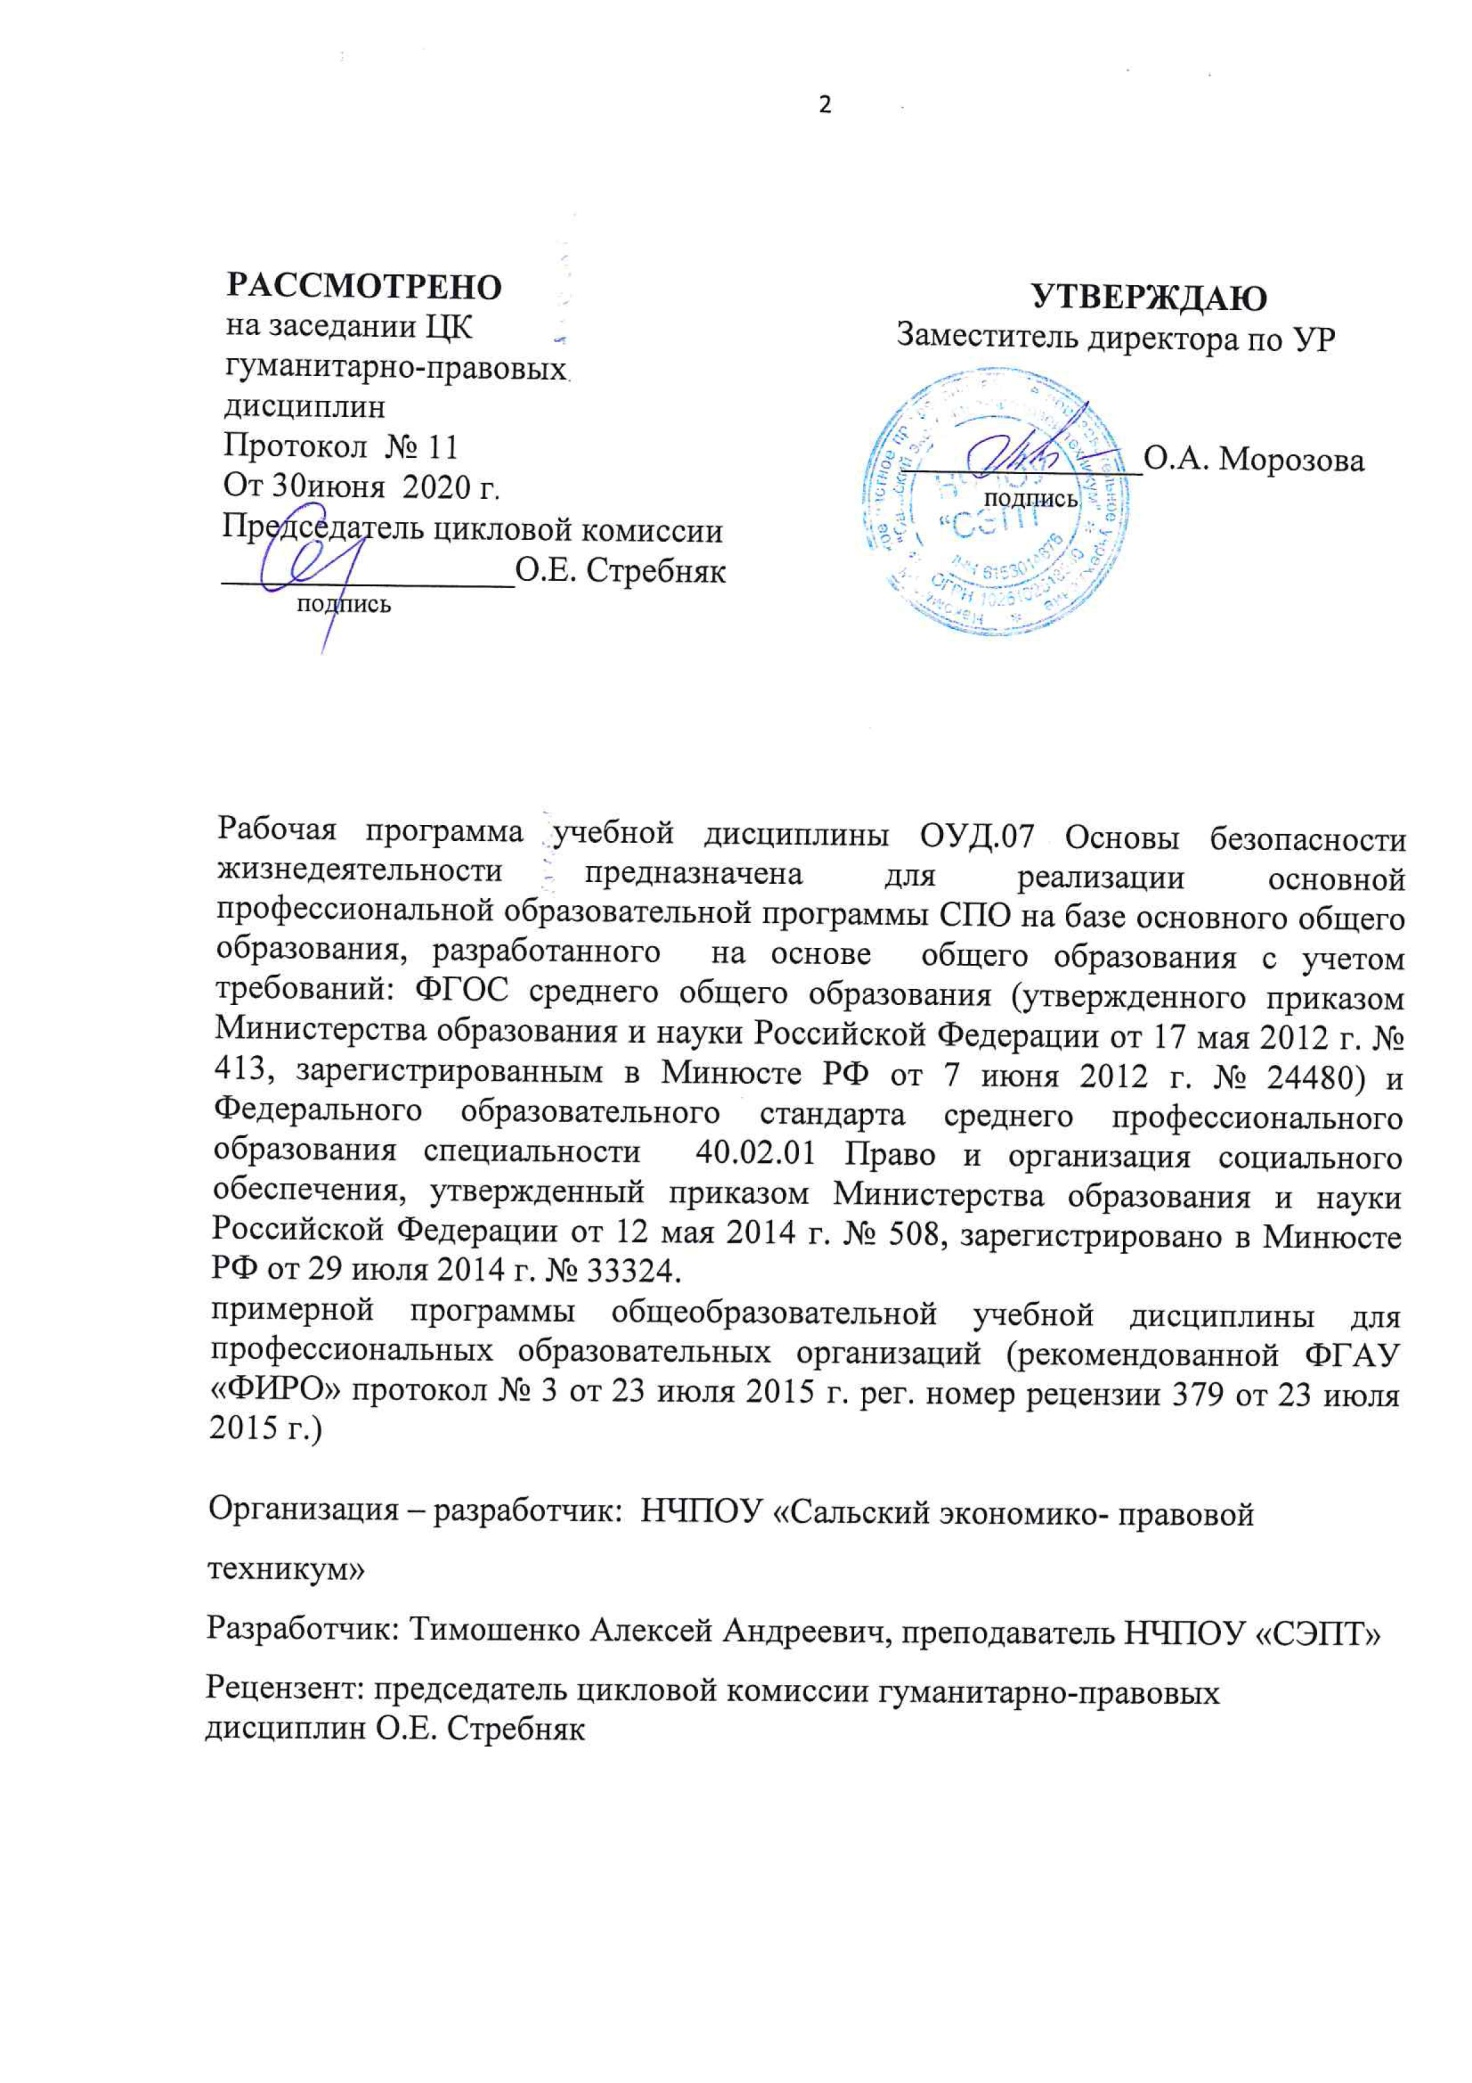 2
РАССМОТРЕНО
на заседании ЦК
гуманитарно-правовых
дисциплин
Протокол № 11
От 30июня 2020 г.
Председатель цикловой комиссии
О.Е. Стребняк
подпись
УТВЕРЖДАЮ
Заместитель директора по УР
О.А. Морозова
подпись
"СЭПТ"
Рабочая программа учебной дисциплины ОУД.07 Основы безопасности
жизнедеятельности предназначена для реализации основной
профессиональной образовательной программы СПО на базе основного общего
образования, разработанного на основе общего образования с учетом
требований: ФГОС среднего общего образования (утвержденного приказом
Министерства образования и науки Российской Федерации от 17 мая 2012 г. №
413, зарегистрированным в Минюсте РФ от 7 июня 2012 г. № 24480) и
Федерального образовательного стандарта среднего профессионального
образования специальности 40.02.01 Право и организация социального
обеспечения, утвержденный приказом Министерства образования и науки
Российской Федерации от 12 мая 2014 г. № 508, зарегистрировано в Минюсте
РФ от 29 июля 2014 г. № 33324.
примерной программы общеобразовательной учебной дисциплины для
профессиональных образовательных организаций (рекомендованной ФГАУ
«ФИРО» протокол № 3 от 23 июля 2015 г. рег. номер рецензии 379 от 23 июля
2015 г.)
Организация – разработчик: НЧПОУ «Сальский экономико- правовой
техникум»
Разработчик: Тимошенко Алексей Андреевич, преподаватель НЧПОУ «СЭПТ»
Рецензент: председатель цикловой комиссии гуманитарно-правовых
дисциплин О.Е. Стребняк